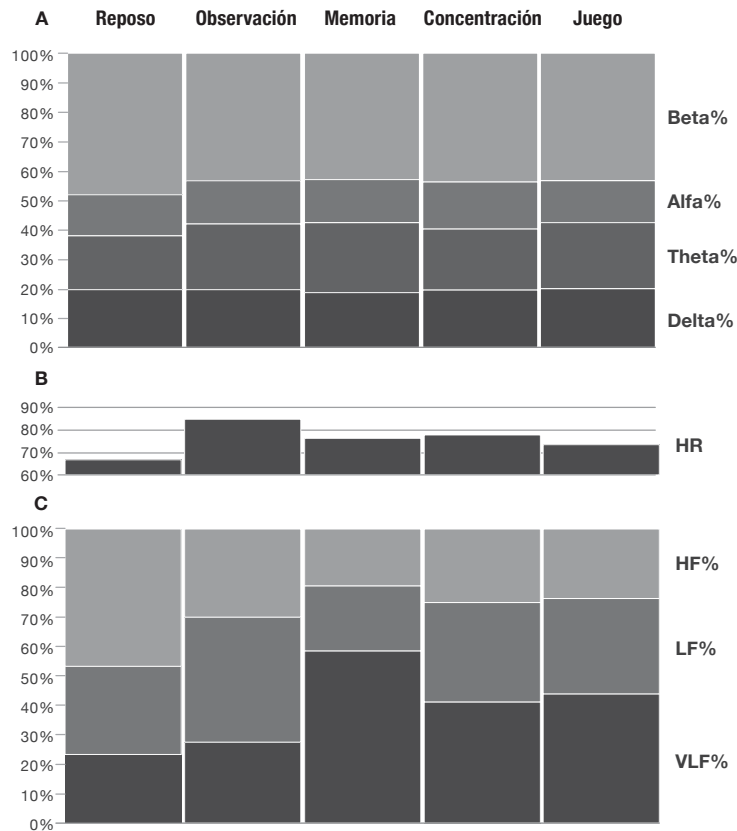 A Reposo Observación Memoria Concentración Juego
100%
90%
80%
70%
60%
50%
40%
30%
20%
10%
0%
Beta%
Alfa%
Theta%
Delta%
B
90%
80%
70%
60%
HR
C
100%
90%
80%
70%
60%
50%
40%
30%
20%
10%
0%
HF%
LF%
VLF%